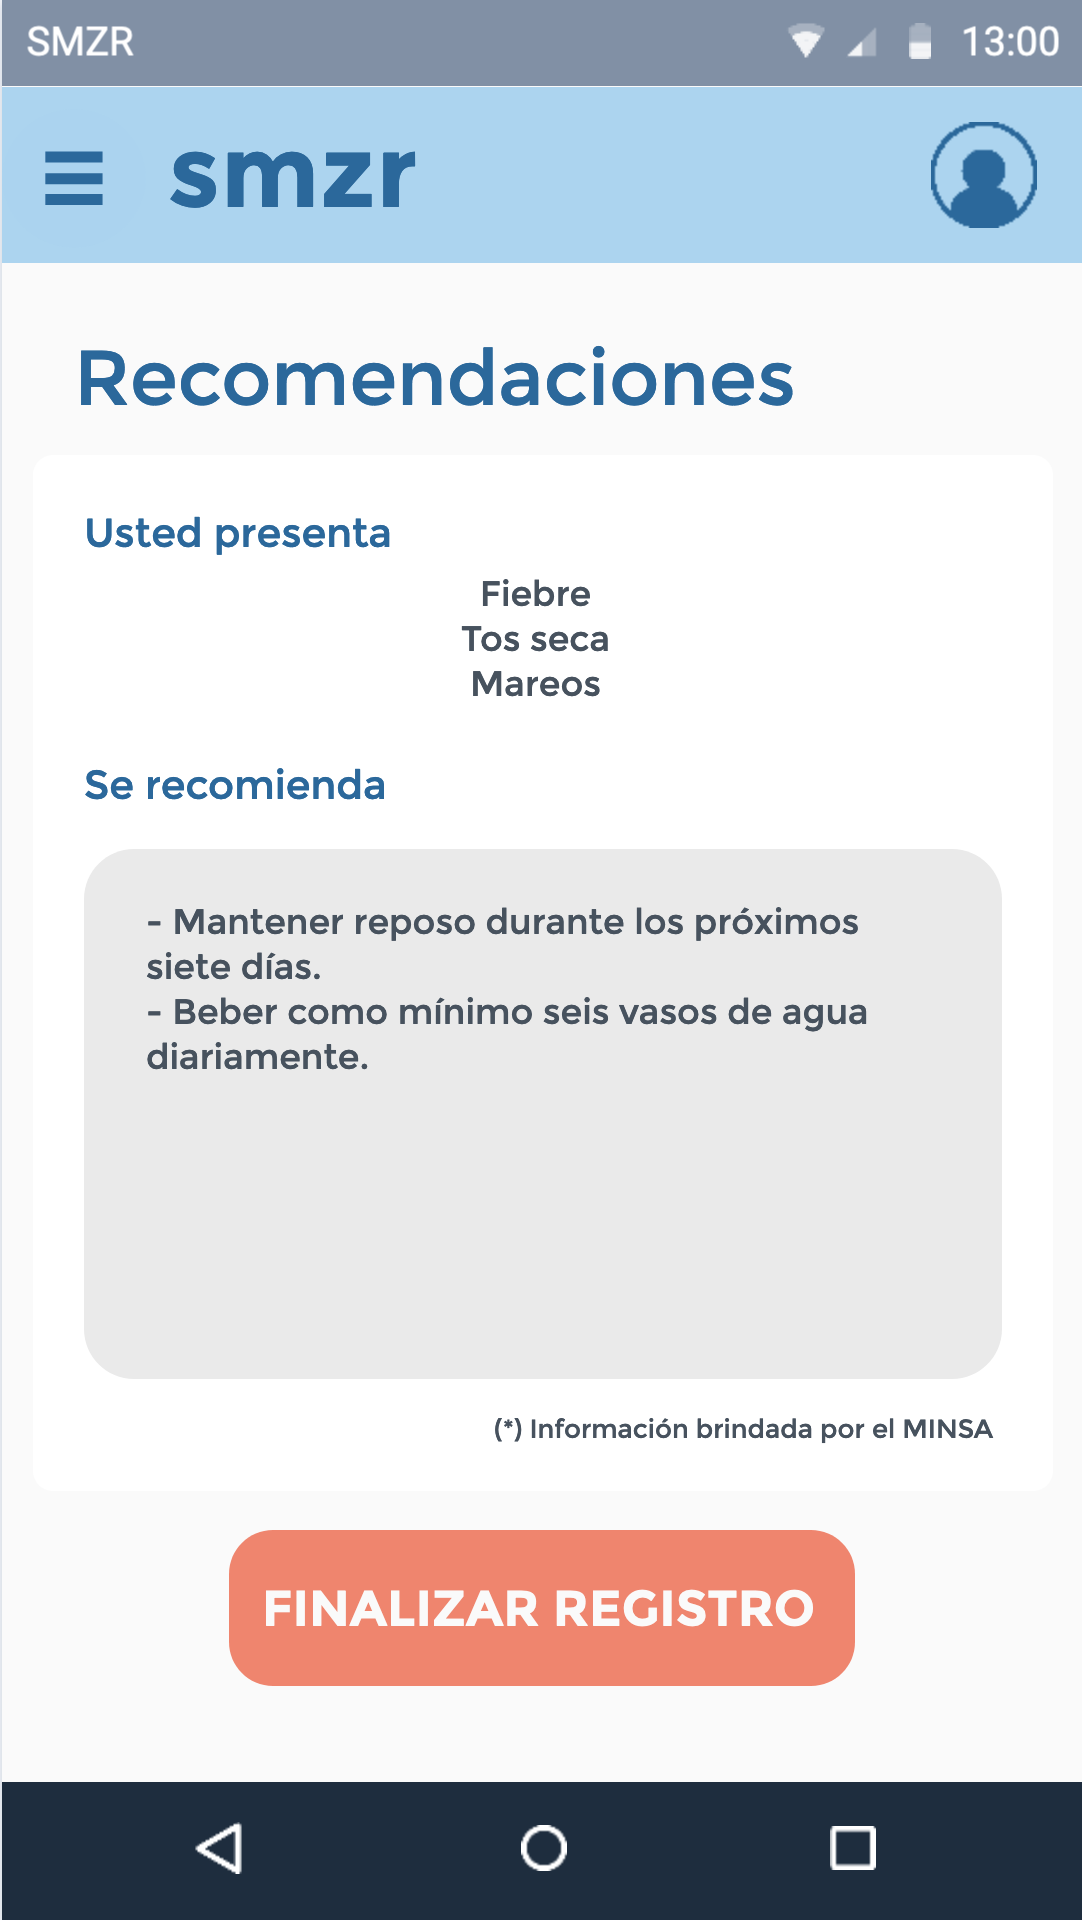 SMZR 13:00
smzr
Recomendaciones
Usted presenta
Fiebre
Tos seca
Mareos
Se recomienda
- Mantener reposo durante los próximos
siete días.
- Beber como mínimo seis vasos de agua
diariamente.
(*) Información brindada por el MINSA
FINALIZAR REGISTRO